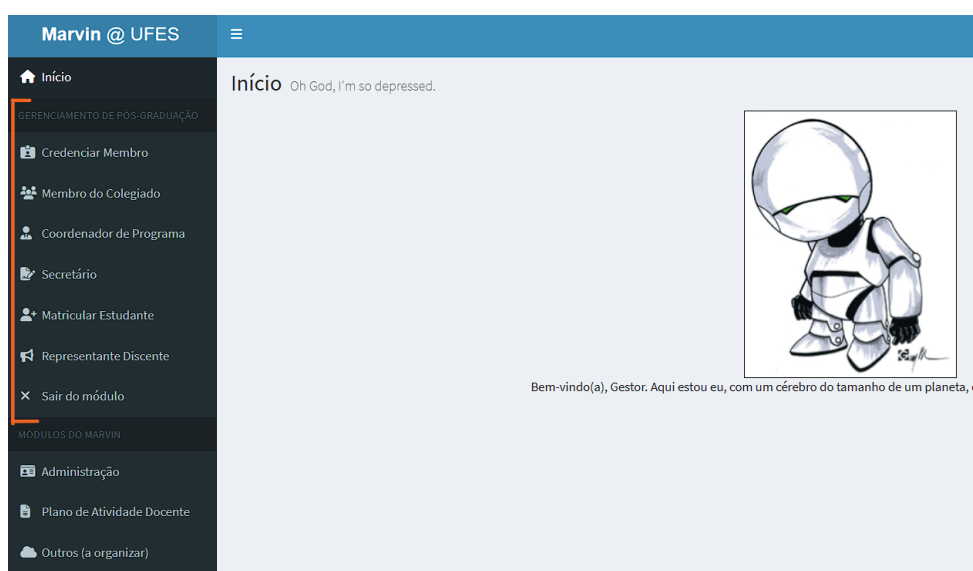 Marvin @ UFES
Início
Início Oh God, I'm so depressed.
GERENCIAMENTO DE PÓS-GRADUAÇÃO
Credenciar Membro
Membro do Colegiado
Coordenador de Programa
Secretário
Matricular Estudante
Representante Discente
Sair do módulo
MÓDULOS DO MARVIN
Administração
Plano de Atividade Docente
Outros (a organizar)
Bem-vindo(a), Gestor. Aqui estou eu, com um cérebro do tamanho de um planeta,